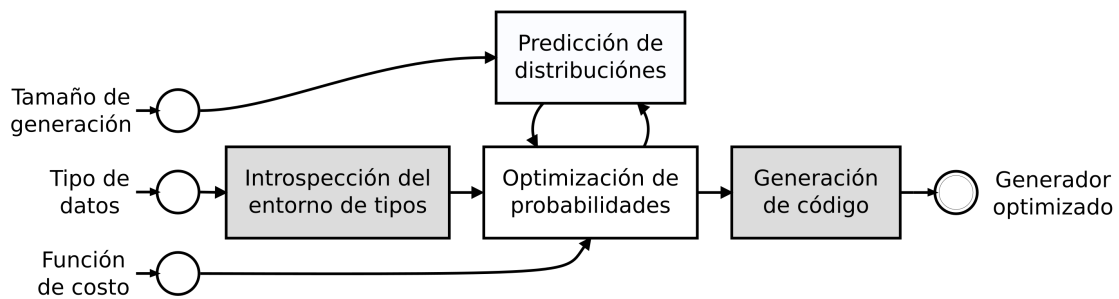 Predicción de
distribuciónes
Tamaño de
generación
Tipo de
datos
Introspección del
entorno de tipos
Optimización de
probabilidades
Generación
de código
Generador
optimizado
Función
de costo